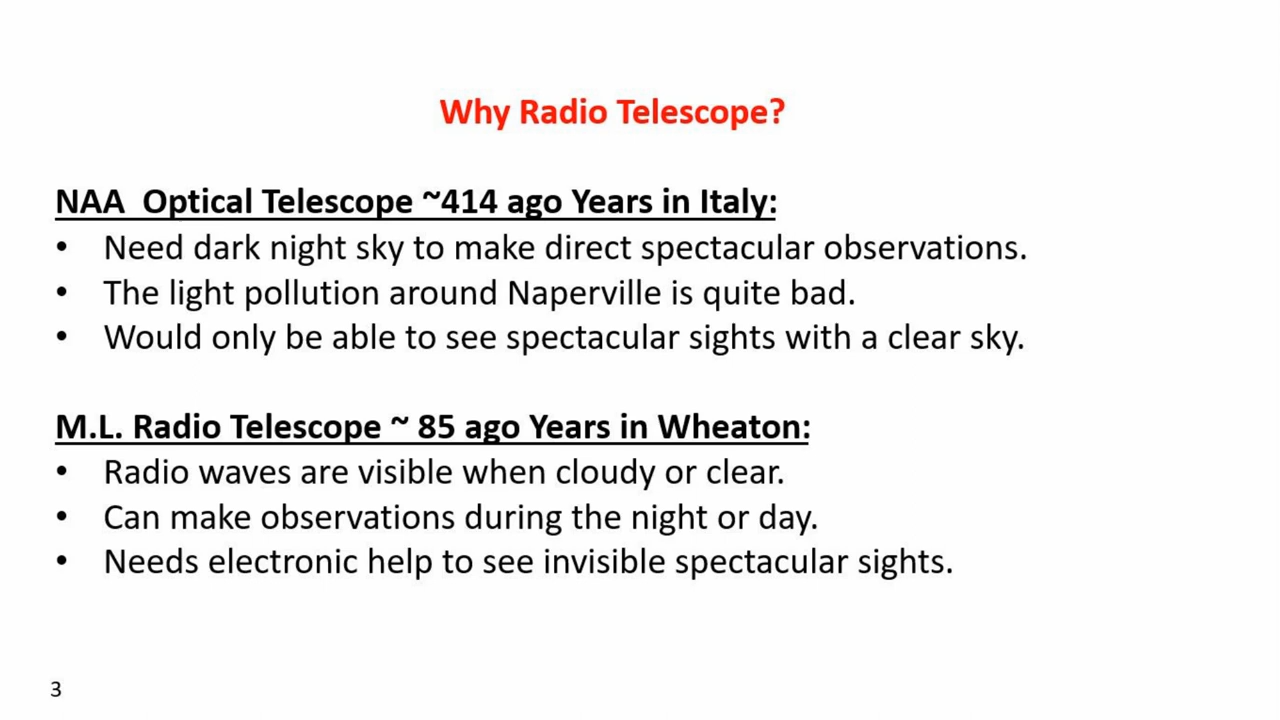 Why Radio Telescope?
NAA  Optical Telescope ~414 ago Years in Italy:
• Need dark night sky to make direct spectacular observations.
• The light pollution around Naperville is quite bad.
• Would only be able to see spectacular sights with a clear sky.
M.L. Radio Telescope ~ 85 ago Years in Wheaton:
• Radio waves are visible when cloudy or clear.
• Can make observations during the night or day.
• Needs electronic help to see invisible spectacular sights.
3